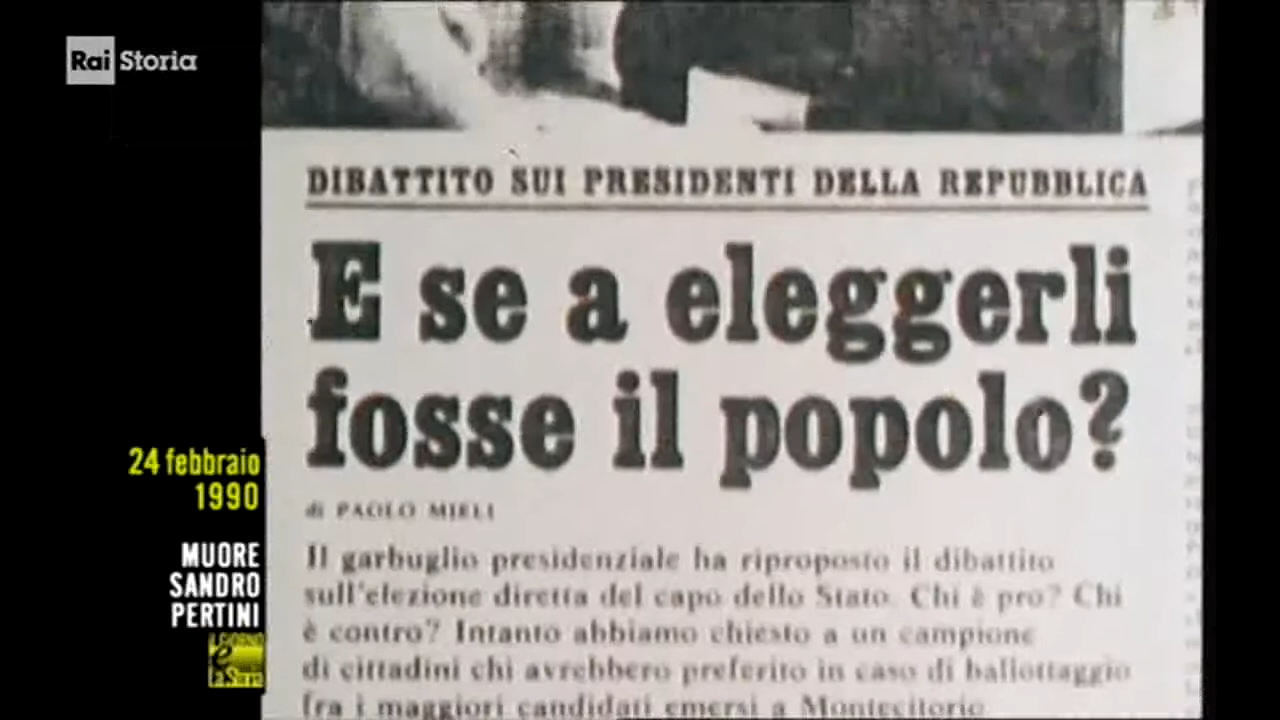 Rai Storia
DIBATTITO SUI PRESIDENTI DELLA REPUBBLICA
E se a eleggerli
fosse il popolo?
di PAOLO MIELI
Il garbuglio presidenziale ha riproposto il dibattito
sull'elezione diretta del capo dello Stato. Chi è pro? Chi
è contro? Intanto abbiamo chiesto a un campione
di cittadini chi avrebbero preferito in caso di ballottaggio
fra i maggiori candidati emersi a Montecitorio
24 febbraio
1990
MUORE
SANDRO
PERTINI
IL GIORNO
e